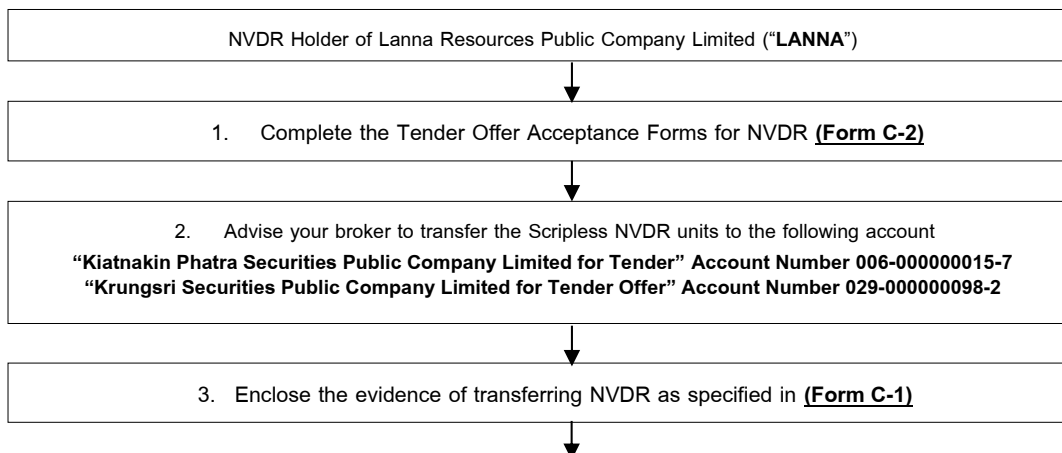 NVDR Holder of Lanna Resources Public Company Limited (“LANNA”)
1. Complete the Tender Offer Acceptance Forms for NVDR (Form C-2)
2. Advise your broker to transfer the Scripless NVDR units to the following account
“Kiatnakin Phatra Securities Public Company Limited for Tender” Account Number 006-000000015-7
“Krungsri Securities Public Company Limited for Tender Offer” Account Number 029-000000098-2
3. Enclose the evidence of transferring NVDR as specified in (Form C-1)